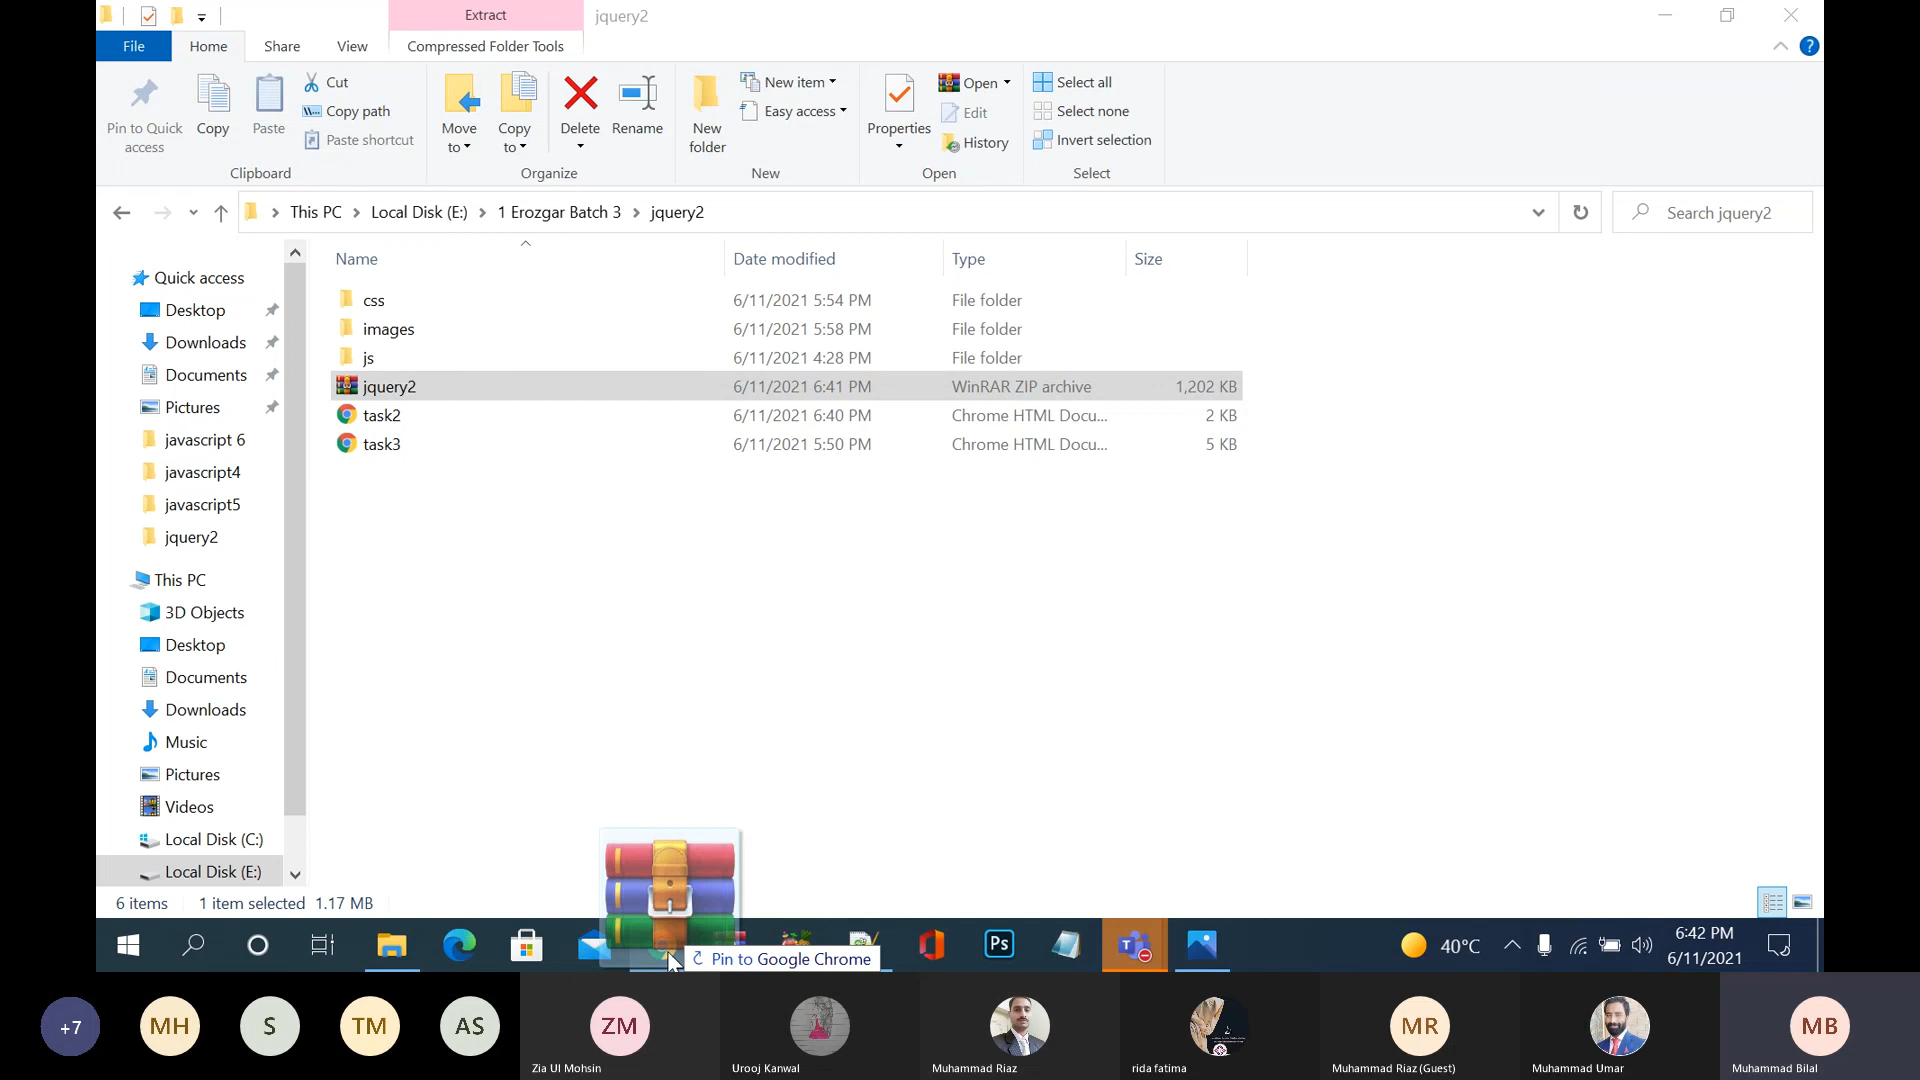 Extract
jquery2
File
Home
Share
View
Compressed Folder Tools
Pin to Quick access
Copy
Paste
Cut
Copy path
Paste shortcut
Clipboard
Move to
Copy to
Delete
Rename
Organize
New folder
New item
Easy access
New
Properties
Open
Edit
History
Open
Select all
Select none
Invert selection
Select
This PC
Local Disk (E:)
1 Erozgar Batch 3
jquery2
Search jquery2
Name Date modified Type Size
css 6/11/2021 5:54 PM File folder
images 6/11/2021 5:58 PM File folder
js 6/11/2021 4:28 PM File folder
jquery2 6/11/2021 6:41 PM WinRAR ZIP archive 1,202 KB
task2 6/11/2021 6:40 PM Chrome HTML Docu... 2 KB
task3 6/11/2021 5:50 PM Chrome HTML Docu... 5 KB
Quick access
Desktop
Downloads
Documents
Pictures
javascript 6
javascript4
javascript5
jquery2
This PC
3D Objects
Desktop
Documents
Downloads
Music
Pictures
Videos
Local Disk (C:)
Local Disk (E:)
6 items 1 item selected 1.17 MB
Pin to Google Chrome
Ps
T
40°C
6:42 PM
6/11/2021
+7
MH
S
TM
AS
ZM
Zia Ul Mohsin
Urooj Kanwal
Muhammad Riaz
rida fatima
MR
Muhammad Riaz (Guest)
Muhammad Umar
MB
Muhammad Bilal